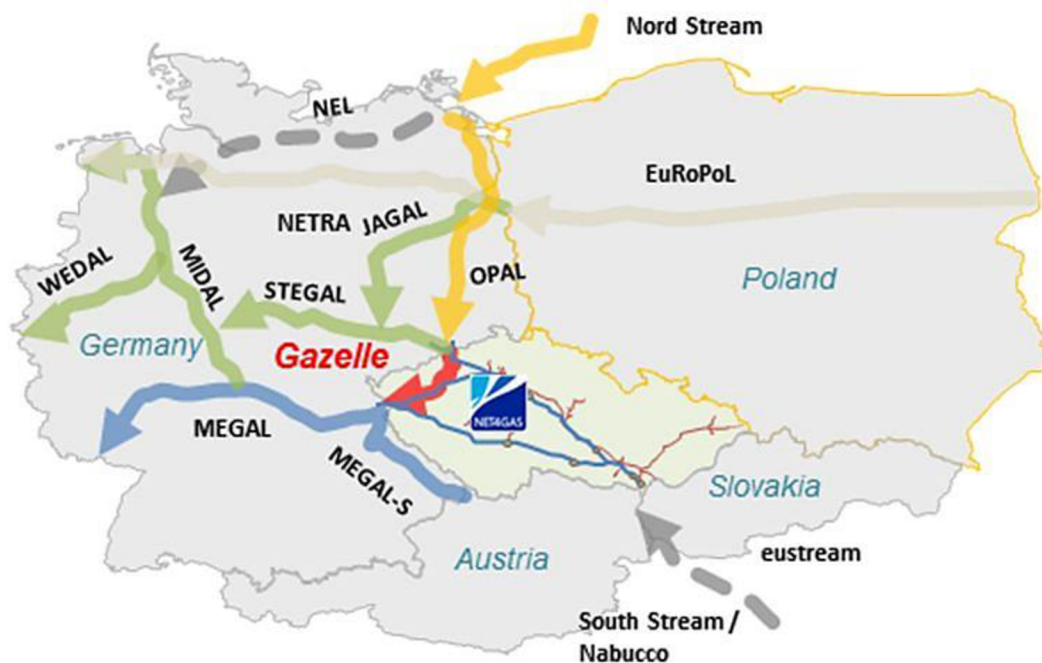 Nord Stream
NEL
EuRoPoL
NETRA JAGAL
WEDAL
MIDAL
OPAL
Poland
STEGAL
Germany
Gazelle
NET4GAS
MEGAL
MEGAL-S
Slovakia
Austria
eustream
South Stream /
Nabucco